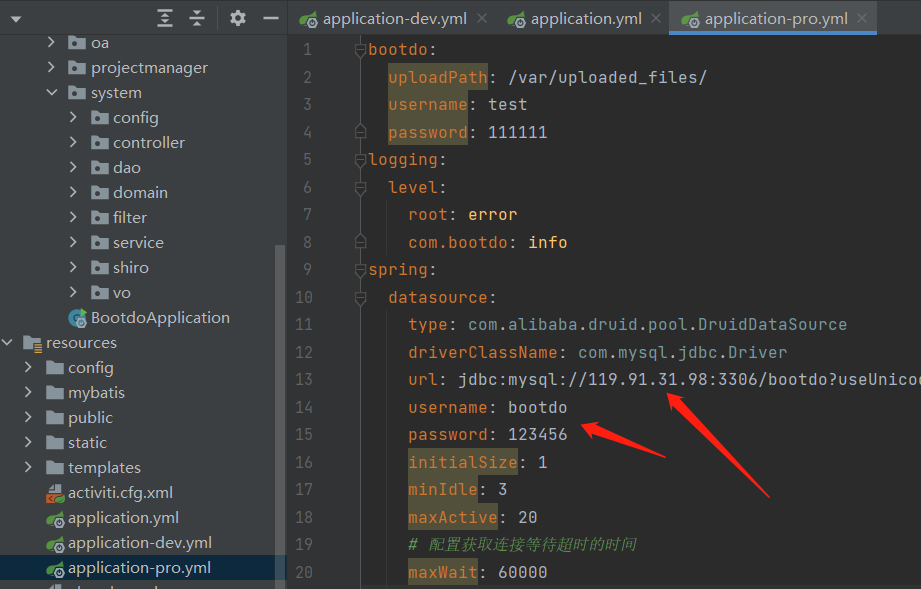 application-dev.yml
application.yml
application-pro.yml
oa
projectmanager
system
config
controller
dao
domain
filter
service
shiro
vo
BootdoApplication
resources
config
mybatis
public
static
templates
activiti.cfg.xml
application.yml
application-dev.yml
application-pro.yml
1 bootdo:
2 uploadPath: /var/uploaded_files/
3 username: test
4 password: 111111
5 logging:
6 level:
7 root: error
8 com.bootdo: info
9 spring:
10 datasource:
11 type: com.alibaba.druid.pool.DruidDataSource
12 driverClassName: com.mysql.jdbc.Driver
13 url: jdbc:mysql://119.91.31.98:3306/bootdo?useUnico
14 username: bootdo
15 password: 123456
16 initialSize: 1
17 minIdle: 3
18 maxActive: 20
19 # 配置获取连接等待超时的时间
20 maxWait: 60000